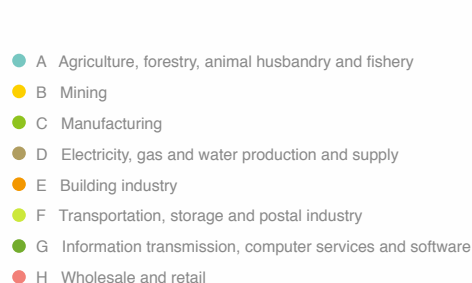 A Agriculture, forestry, animal husbandry and fishery
B Mining
C Manufacturing
D Electricity, gas and water production and supply
E Building industry
F Transportation, storage and postal industry
G Information transmission, computer services and software
H Wholesale and retail